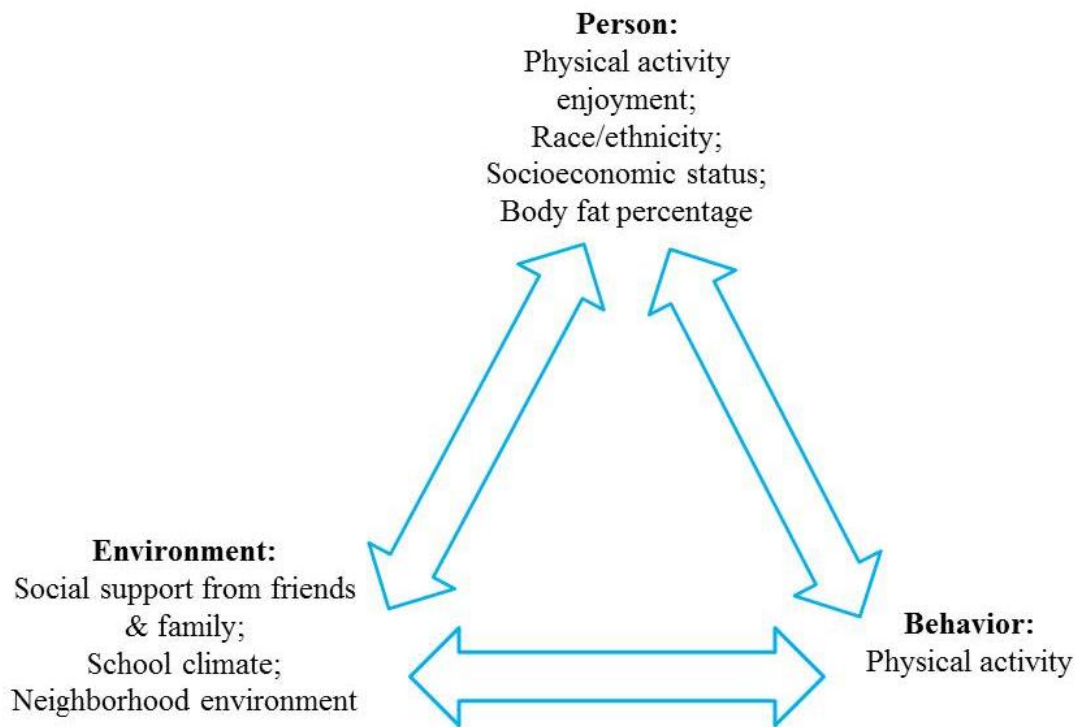 Person:
Physical activity
enjoyment;
Race/ethnicity;
Socioeconomic status;
Body fat percentage
Environment:
Social support from friends
& family;
School climate;
Neighborhood environment
Behavior:
Physical activity